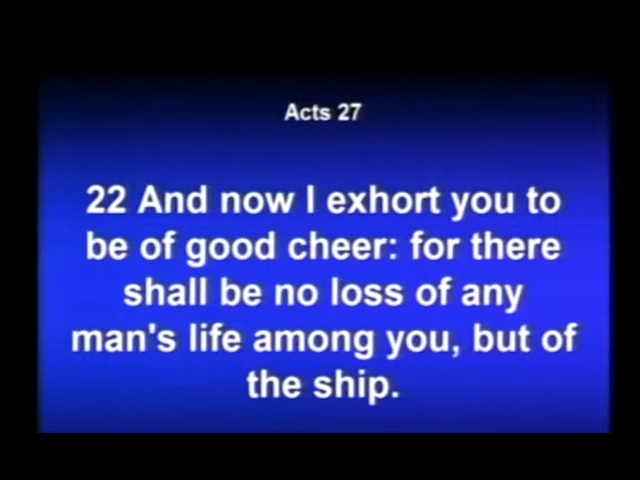 Acts 27
22 And now I exhort you to
be of good cheer: for there
shall be no loss of any
man's life among you, but of
the ship.